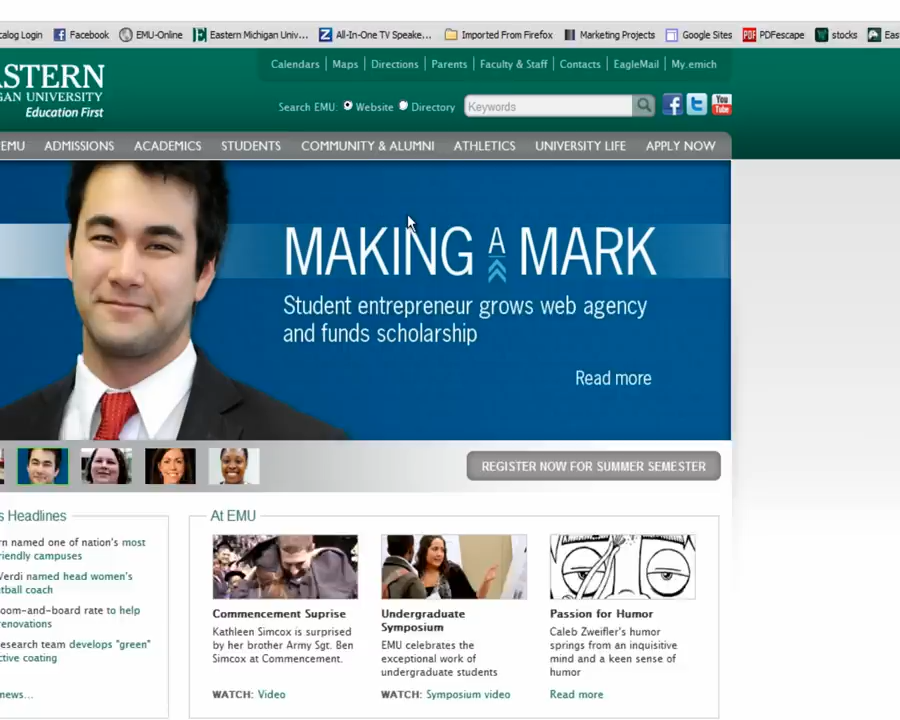 alog Login Facebook EMU-Online Eastern Michigan Univ... All-In-One TV Speake... Imported From Firefox Marketing Projects Google Sites PDFescape stocks Eas
Calendars | Maps | Directions | Parents | Faculty & Staff | Contacts | EagleMail | My.emich
ASTERN
GAN UNIVERSITY
Education First
Search EMU: Website Directory Keywords
You
Tube
EMU ADMISSIONS ACADEMICS STUDENTS COMMUNITY & ALUMNI ATHLETICS UNIVERSITY LIFE APPLY NOW
MAKING A MARK
Student entrepreneur grows web agency
and funds scholarship
Read more
REGISTER NOW FOR SUMMER SEMESTER
s Headlines
rn named one of nation's most
riendly campuses
Verdi named head women's
tball coach
oom-and-board rate to help
renovations
esearch team develops "green"
ctive coating
news...
At EMU
Commencement Suprise
Kathleen Simcox is surprised
by her brother Army Sgt. Ben
Simcox at Commencement.
WATCH: Video
Undergraduate
Symposium
EMU celebrates the
exceptional work of
undergraduate students
WATCH: Symposium video
Passion for Humor
Caleb Zweifler's humor
springs from an inquisitive
mind and a keen sense of
humor
Read more